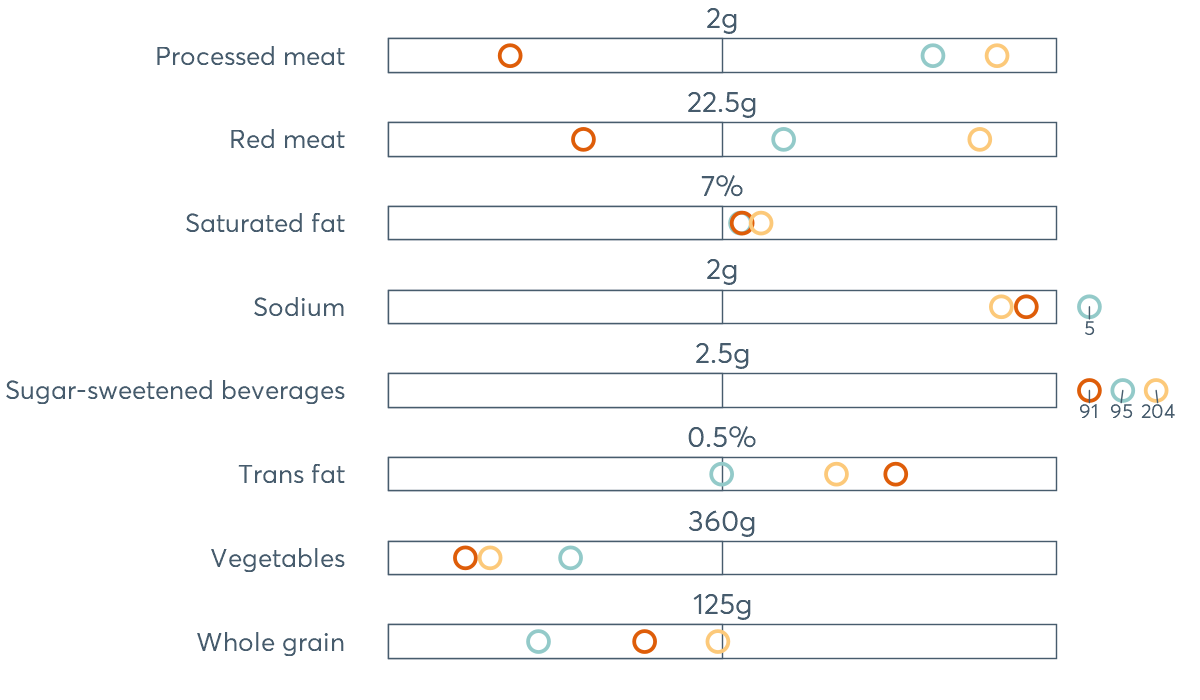 2g
Processed meat
22.5g
Red meat
7%
Saturated fat
2g
Sodium
5
2.5g
Sugar-sweetened beverages
91 95 204
0.5%
Trans fat
360g
Vegetables
125g
Whole grain